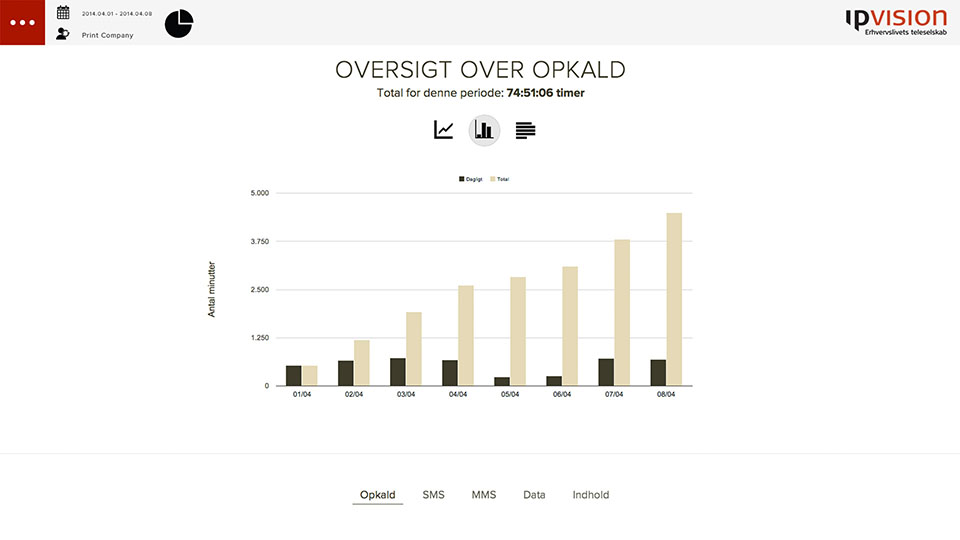 2014.04.01 - 2014.04.08
Print Company
ipvision
Erhvervslivets teleselskab
OVERSIGT OVER OPKALD
Total for denne periode: 74:51:06 timer
Dagligt Total
Antal minutter
5.000
3.750
2.500
1.250
0
01/04 02/04 03/04 04/04 05/04 06/04 07/04 08/04
Opkald SMS MMS Data Indhold